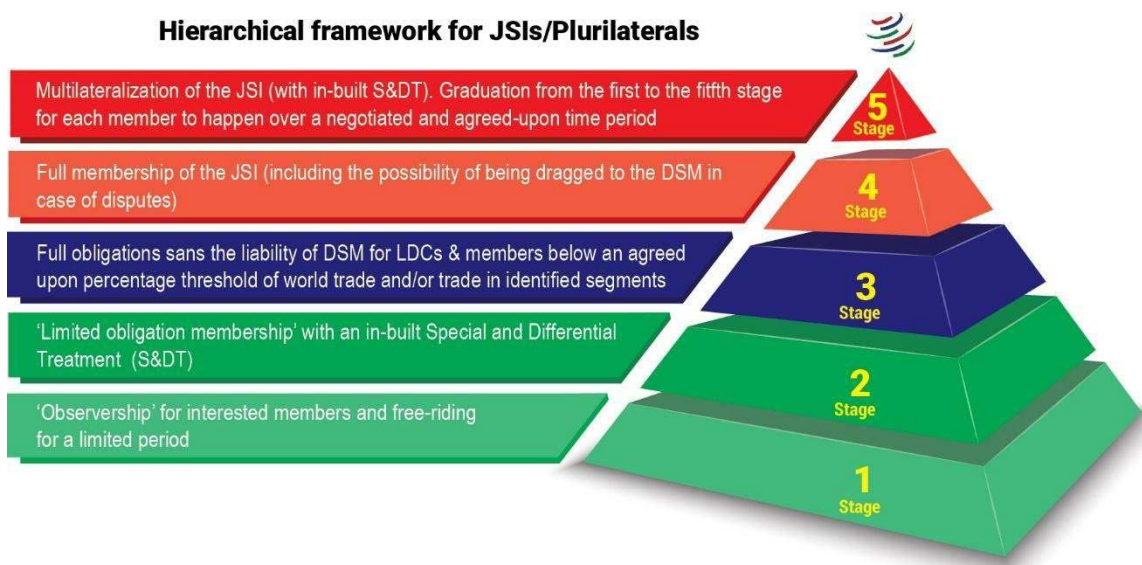 Hierarchical framework for JSIs/Plurilaterals
Multilateralization of the JSI (with in-built S&DT). Graduation from the first to the fitfth stage
for each member to happen over a negotiated and agreed-upon time period
5
Stage
Full membership of the JSI (including the possibility of being dragged to the DSM in
case of disputes)
4
Stage
Full obligations sans the liability of DSM for LDCs & members below an agreed
upon percentage threshold of world trade and/or trade in identified segments
3
Stage
‘Limited obligation membership’ with an in-built Special and Differential
Treatment (S&DT)
2
Stage
‘Observership’ for interested members and free-riding
for a limited period
1
Stage